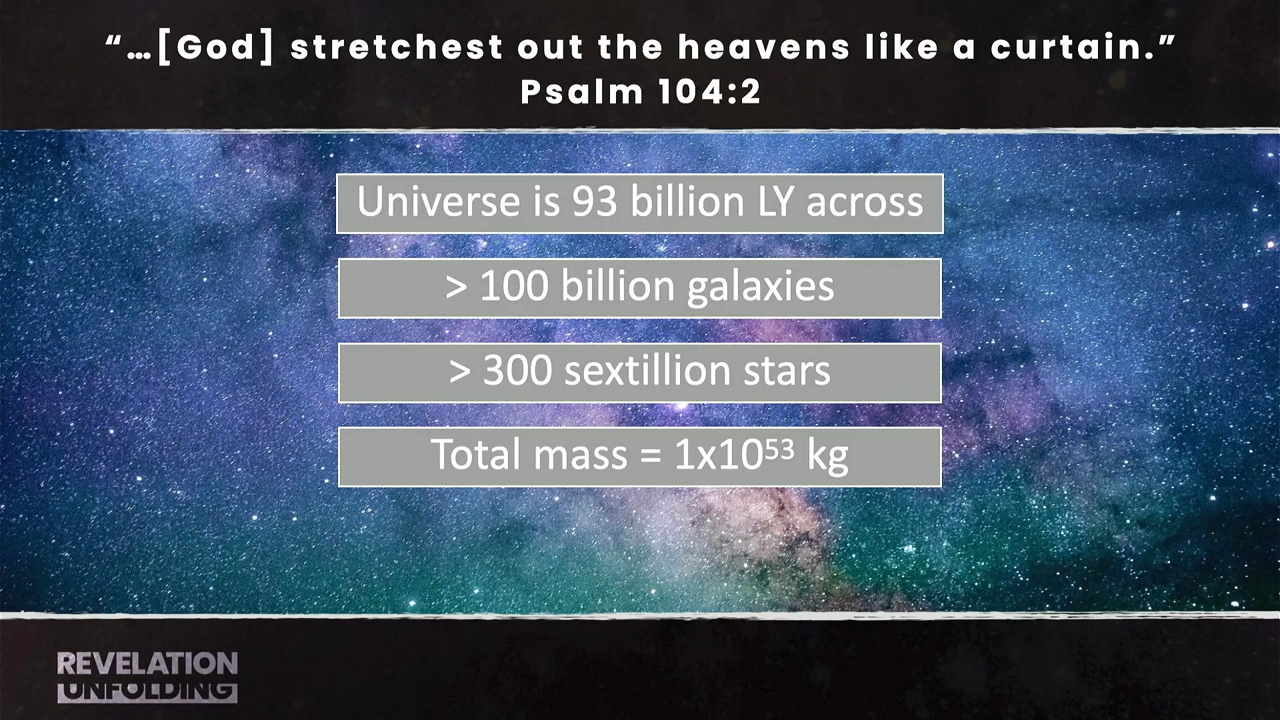 “…[God] stretchest out the heavens like a curtain.”
Psalm 104:2
Universe is 93 billion LY across
> 100 billion galaxies
> 300 sextillion stars
Total mass = 1x10⁵³ kg
REVELATION
UNFOLDING